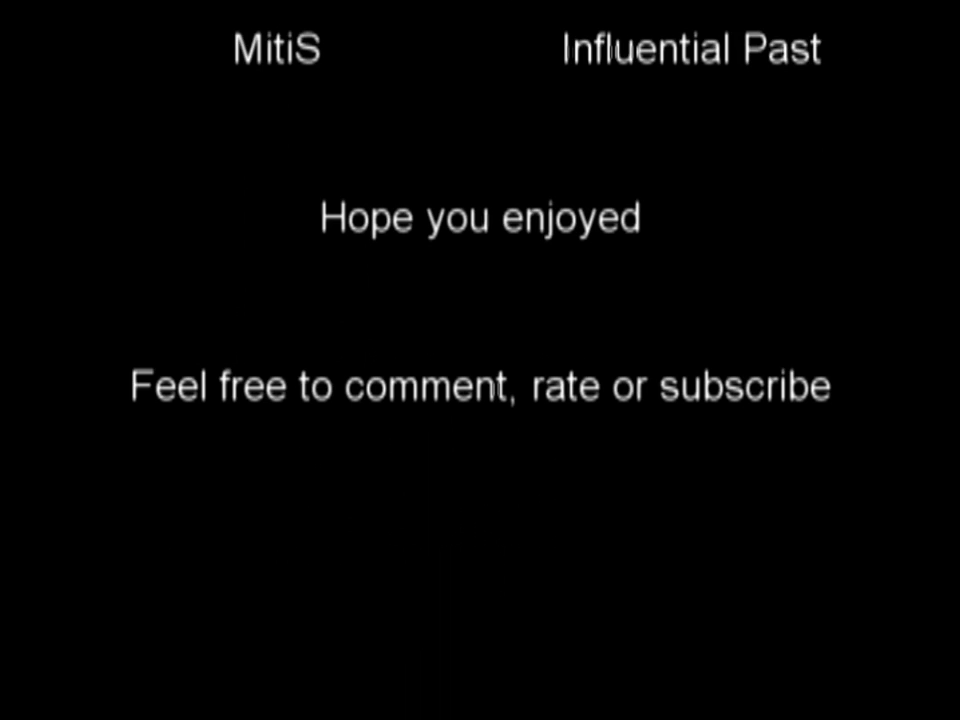 MitiS Influential Past
Hope you enjoyed
Feel free to comment, rate or subscribe